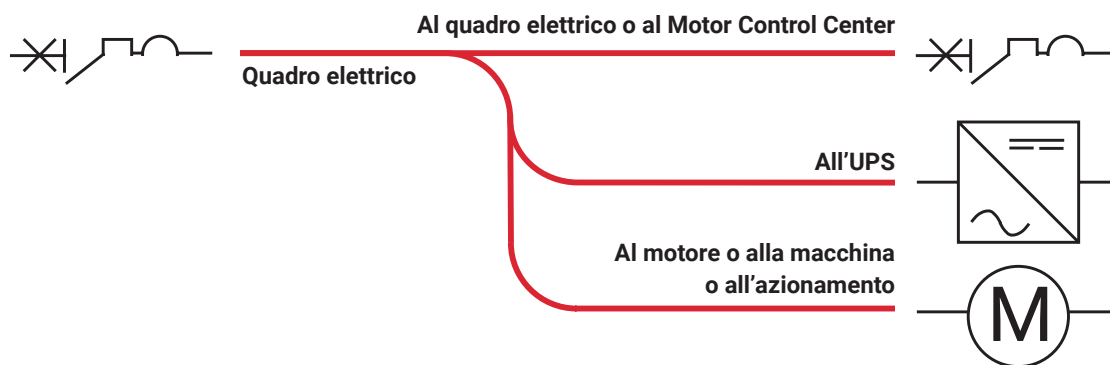 Al quadro elettrico o al Motor Control Center
Quadro elettrico
All’UPS
Al motore o alla macchina
o all’azionamento
M